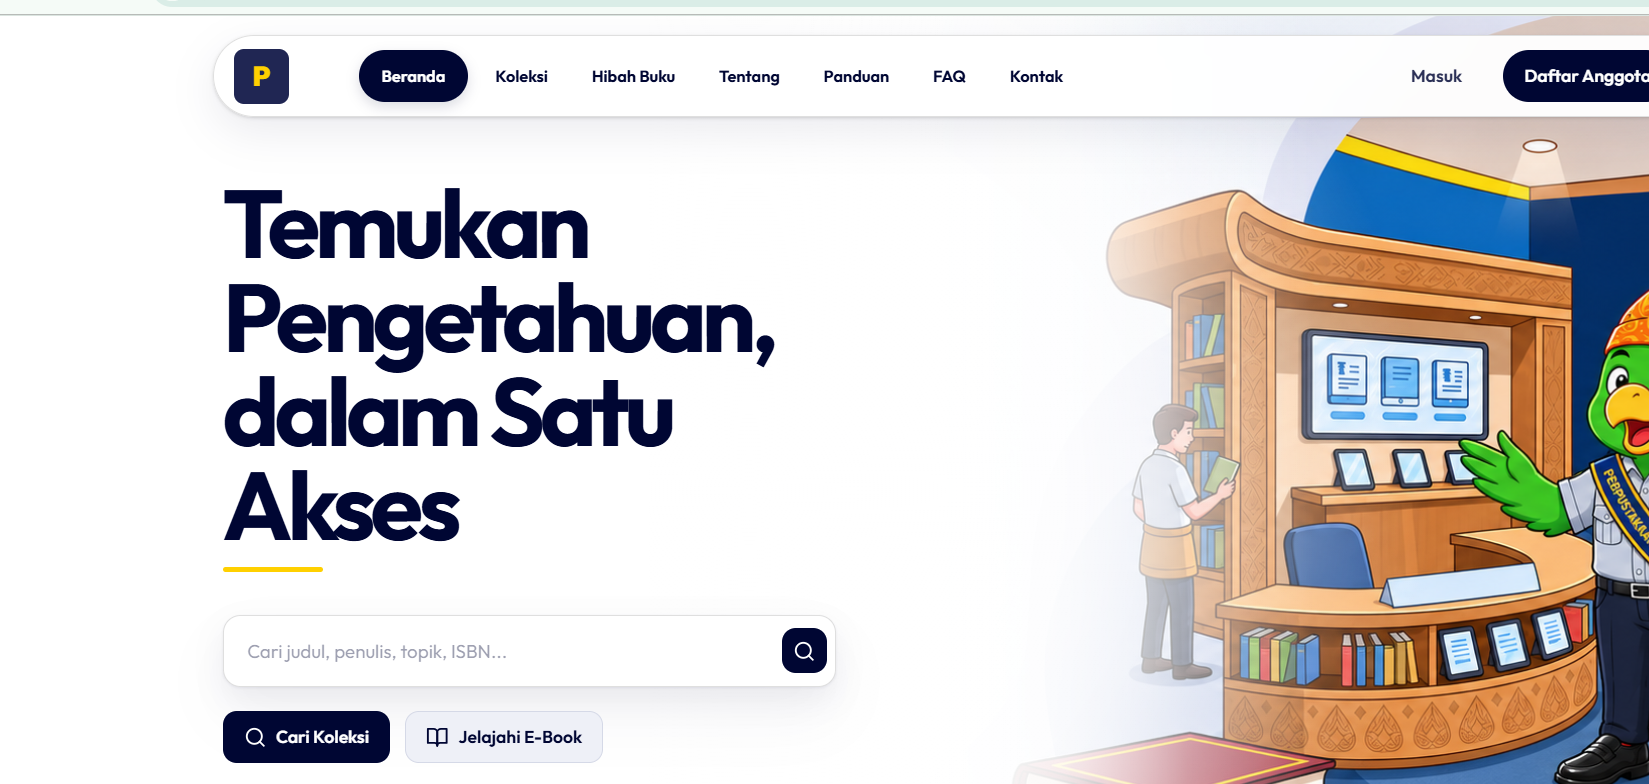 P
Beranda
Koleksi
Hibah Buku
Tentang
Panduan
FAQ
Kontak
Masuk
Daftar Anggota
Temukan
Pengetahuan,
dalam Satu
Akses
Cari judul, penulis, topik, ISBN...
Cari Koleksi
Jelajahi E-Book